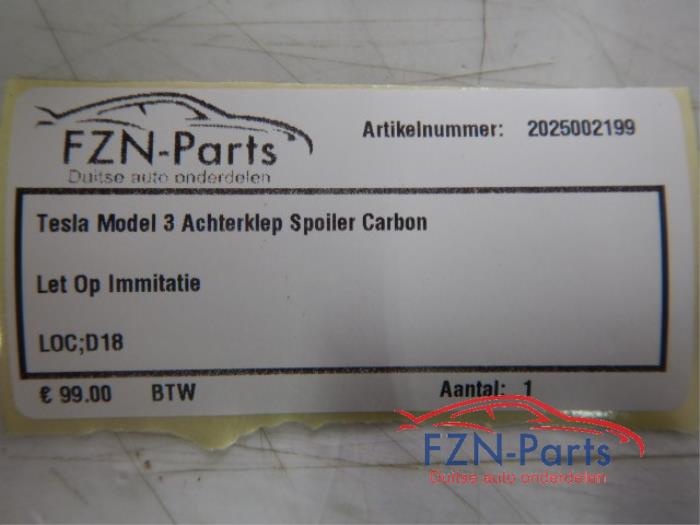 FZN-Parts
Duitse auto onderdelen
Artikelnummer: 2025002199
Tesla Model 3 Achterklep Spoiler Carbon
Let Op Immitatie
LOC;D18
€ 99.00 BTW Aantal: 1
FZN-Parts
Duitse auto onderdelen